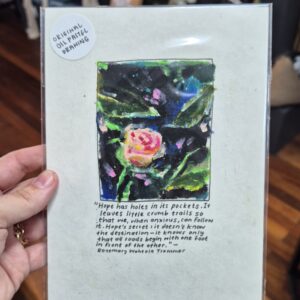 ORIGINAL
OIL PASTEL
DRAWING
"Hope has holes in its pockets. It
leaves little crumb trails so
that we, when anxious, can follow
it. Hope's secret: it doesn't know
the destination— it knows only
that all roads begin with one foot
in front of the other." —
Rosemerry Wahtola Trommer